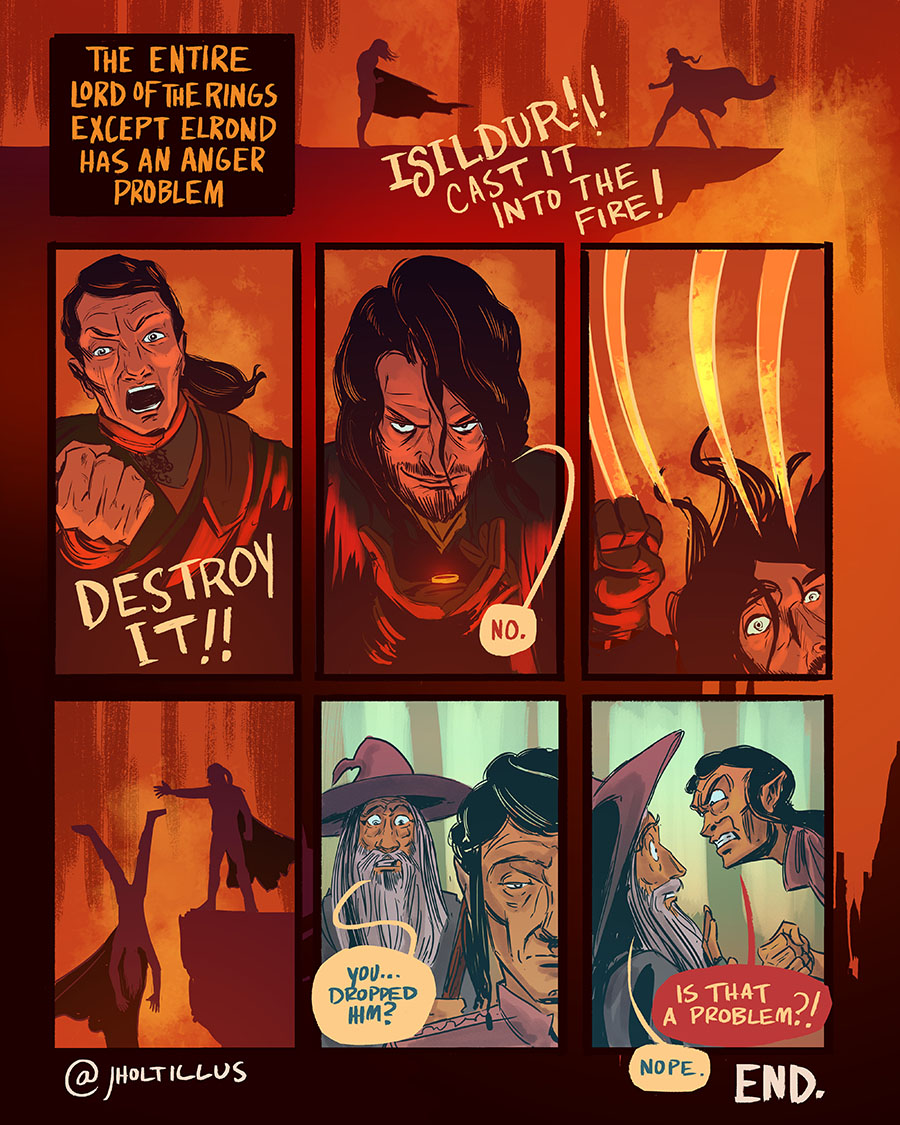 THE ENTIRE
LORD OF THE RINGS
EXCEPT ELROND
HAS AN ANGER
PROBLEM
ISILDUR!!!
CAST IT
INTO THE
FIRE!
DESTROY
IT!!
NO.
YOU...
DROPPED
HIM?
IS THAT
A PROBLEM?!
NOPE.
@JHOLTILLUS
END.